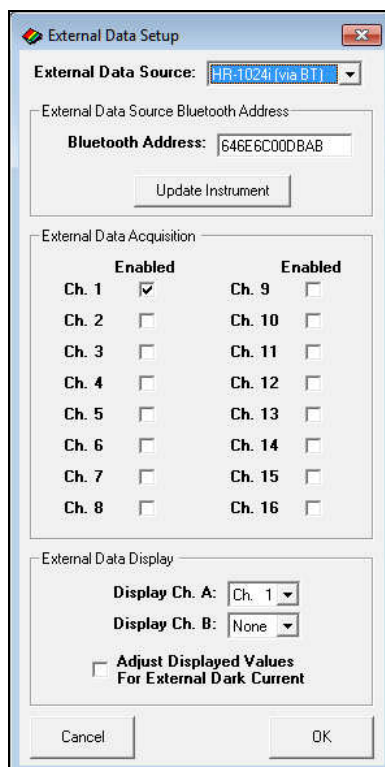 External Data Setup
External Data Source: HR-1024i (via BT)
External Data Source Bluetooth Address
Bluetooth Address: 646E6C00DBAB
Update Instrument
External Data Acquisition
Enabled Enabled
Ch. 1 Ch. 9
Ch. 2 Ch. 10
Ch. 3 Ch. 11
Ch. 4 Ch. 12
Ch. 5 Ch. 13
Ch. 6 Ch. 14
Ch. 7 Ch. 15
Ch. 8 Ch. 16
External Data Display
Display Ch. A: Ch. 1
Display Ch. B: None
Adjust Displayed Values
For External Dark Current
Cancel OK